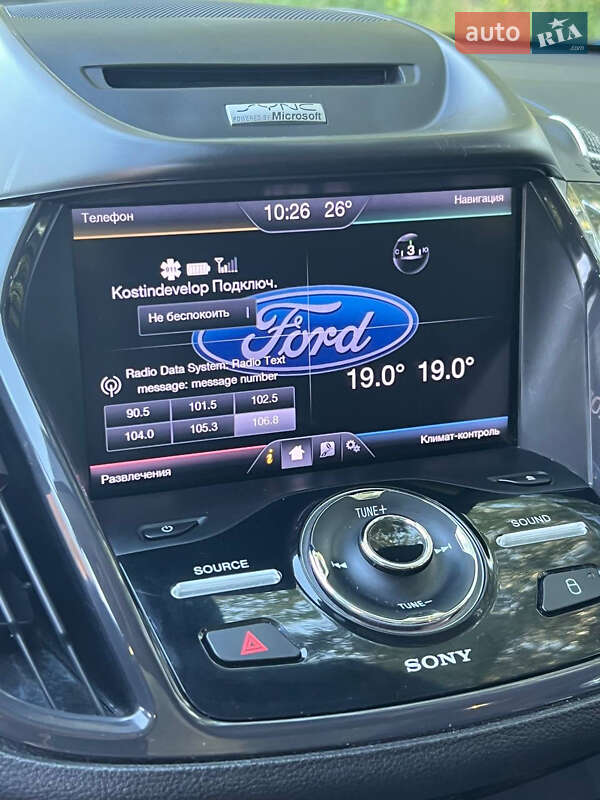 auto RIA .com
SYNC
POWERED BY Microsoft
Телефон
10:26 26°
Навигация
С 3 Ю
Kostindevelop Подключ.
Не беспокоить
Ford
Radio Data System: Radio Text
message: message number
19.0° 19.0°
90.5 101.5 102.5
104.0 105.3 106.8
Развлечения
i
Климат-контроль
TUNE+
SOURCE
SOUND
TUNE−
SONY